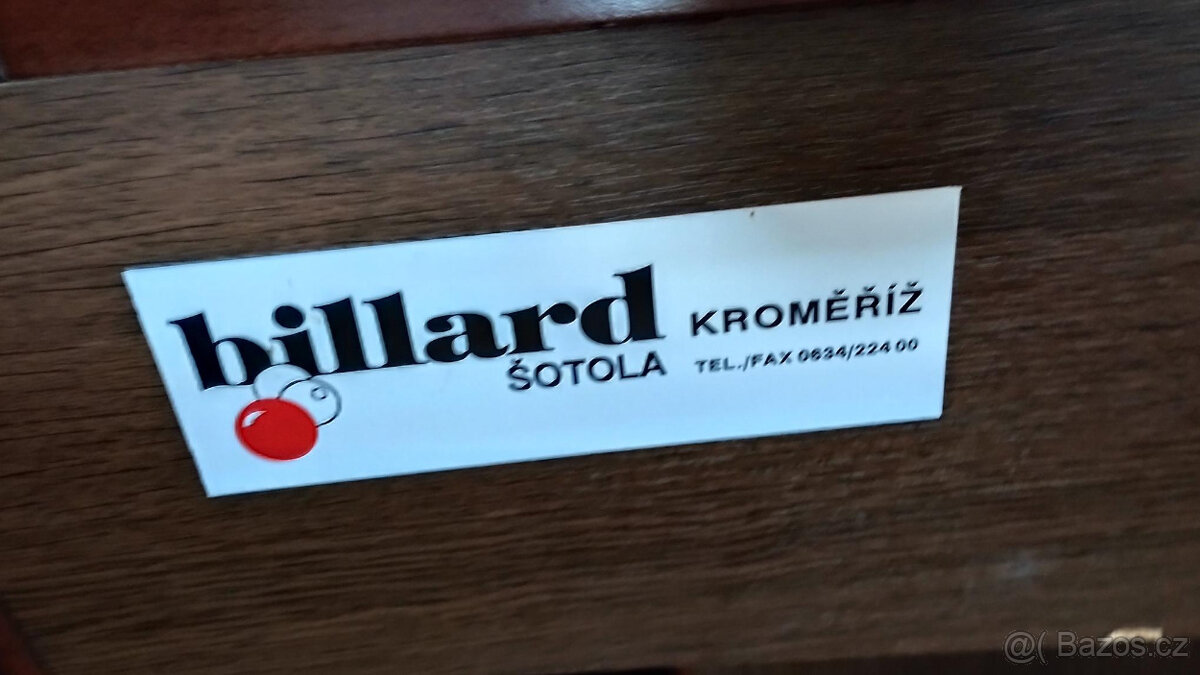 billard
ŠOTOLA
KROMĚŘÍŽ
TEL./FAX 0634/224 00
@( Bazos.cz